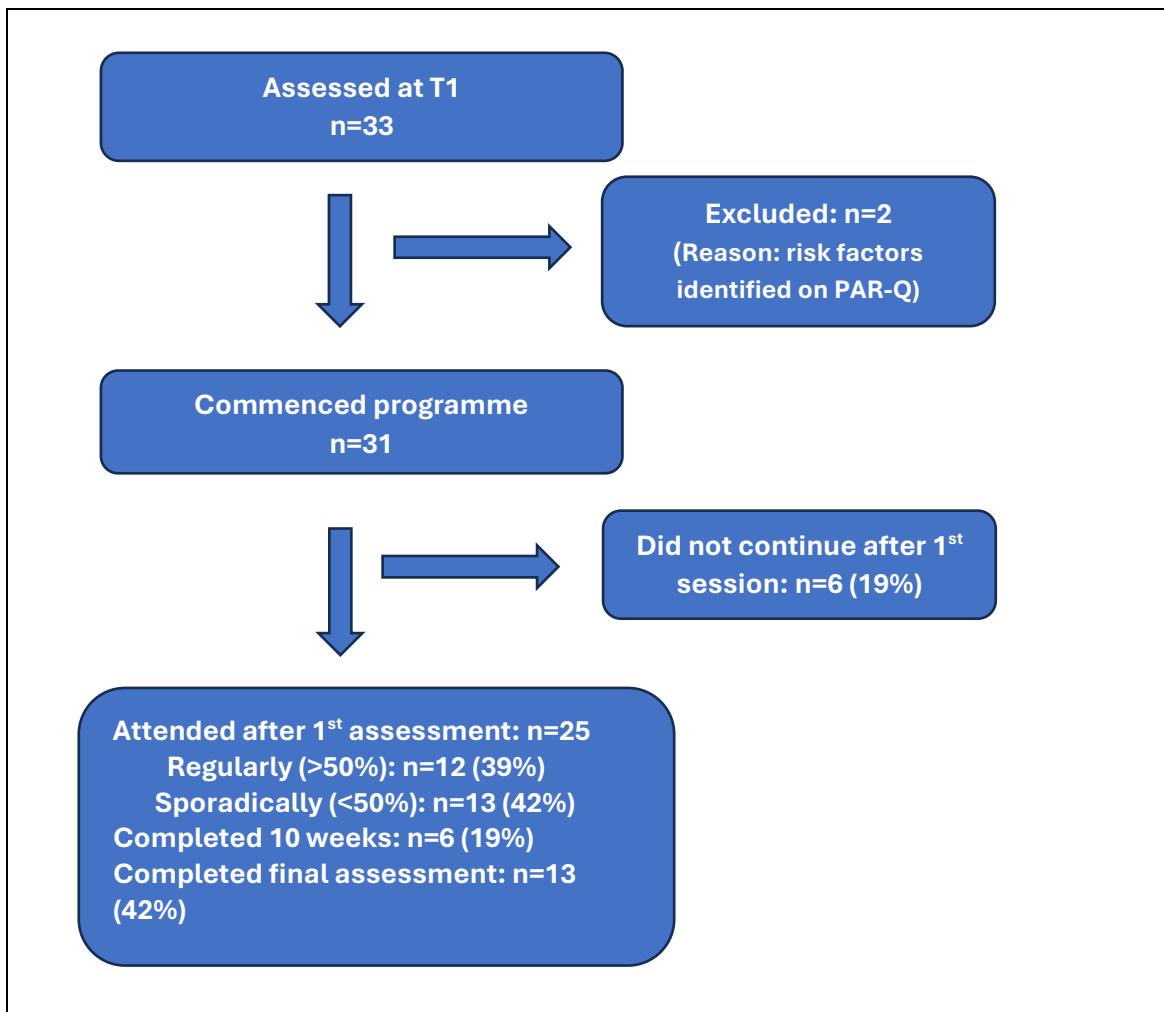 Assessed at T1
n=33
Excluded: n=2
(Reason: risk factors
identified on PAR-Q)
Commenced programme
n=31
Did not continue after 1st
session: n=6 (19%)
Attended after 1st assessment: n=25
Regularly (>50%): n=12 (39%)
Sporadically (<50%): n=13 (42%)
Completed 10 weeks: n=6 (19%)
Completed final assessment: n=13
(42%)